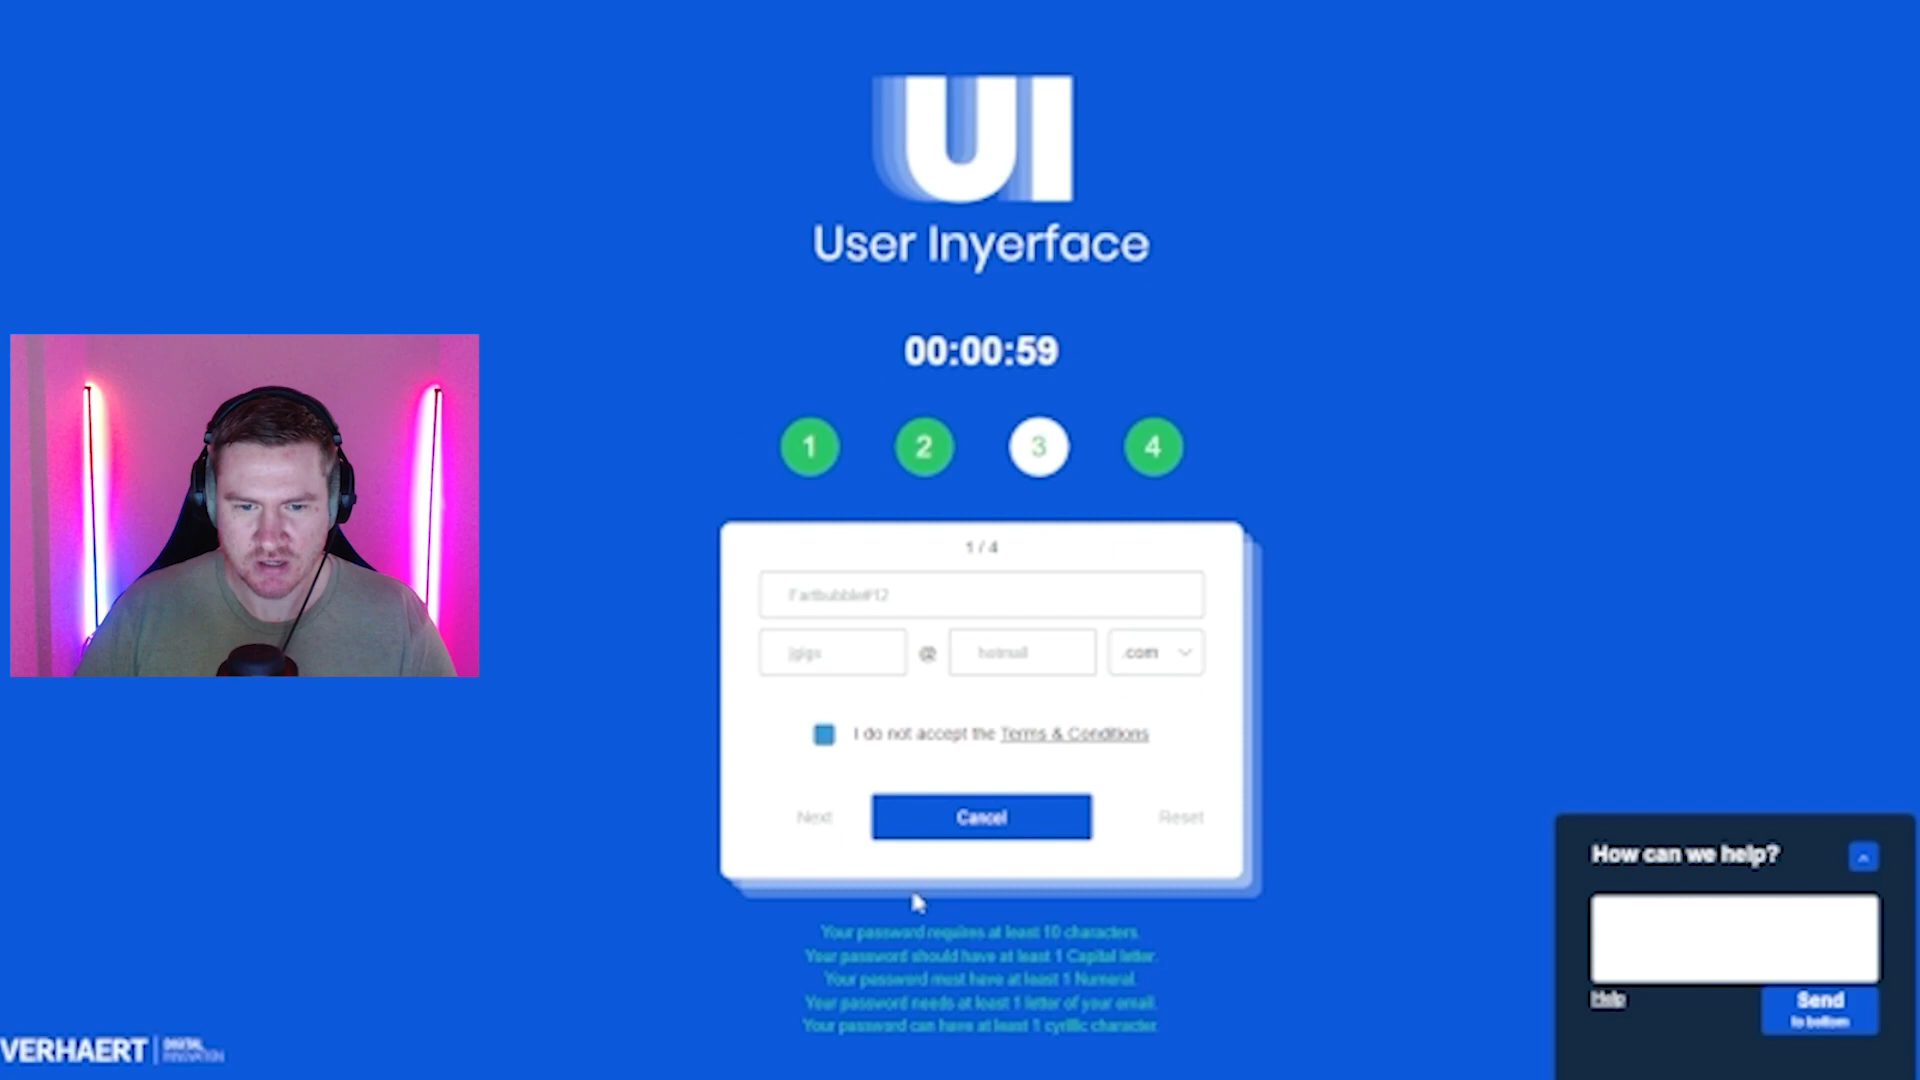 UI
User Inyerface
00:00:59
1 2 3 4
1 / 4
@ hotmail .com
I do not accept the Terms & Conditions
Next Cancel Reset
Your password requires at least 10 characters.
Your password should have at least 1 Capital letter.
Your password must have at least 1 Numeral.
Your password needs at least 1 letter of your email.
Your password can have at least 1 cyrillic character.
How can we help?
Help
Send
to bottom
VERHAERT DIGITAL
INNOVATION